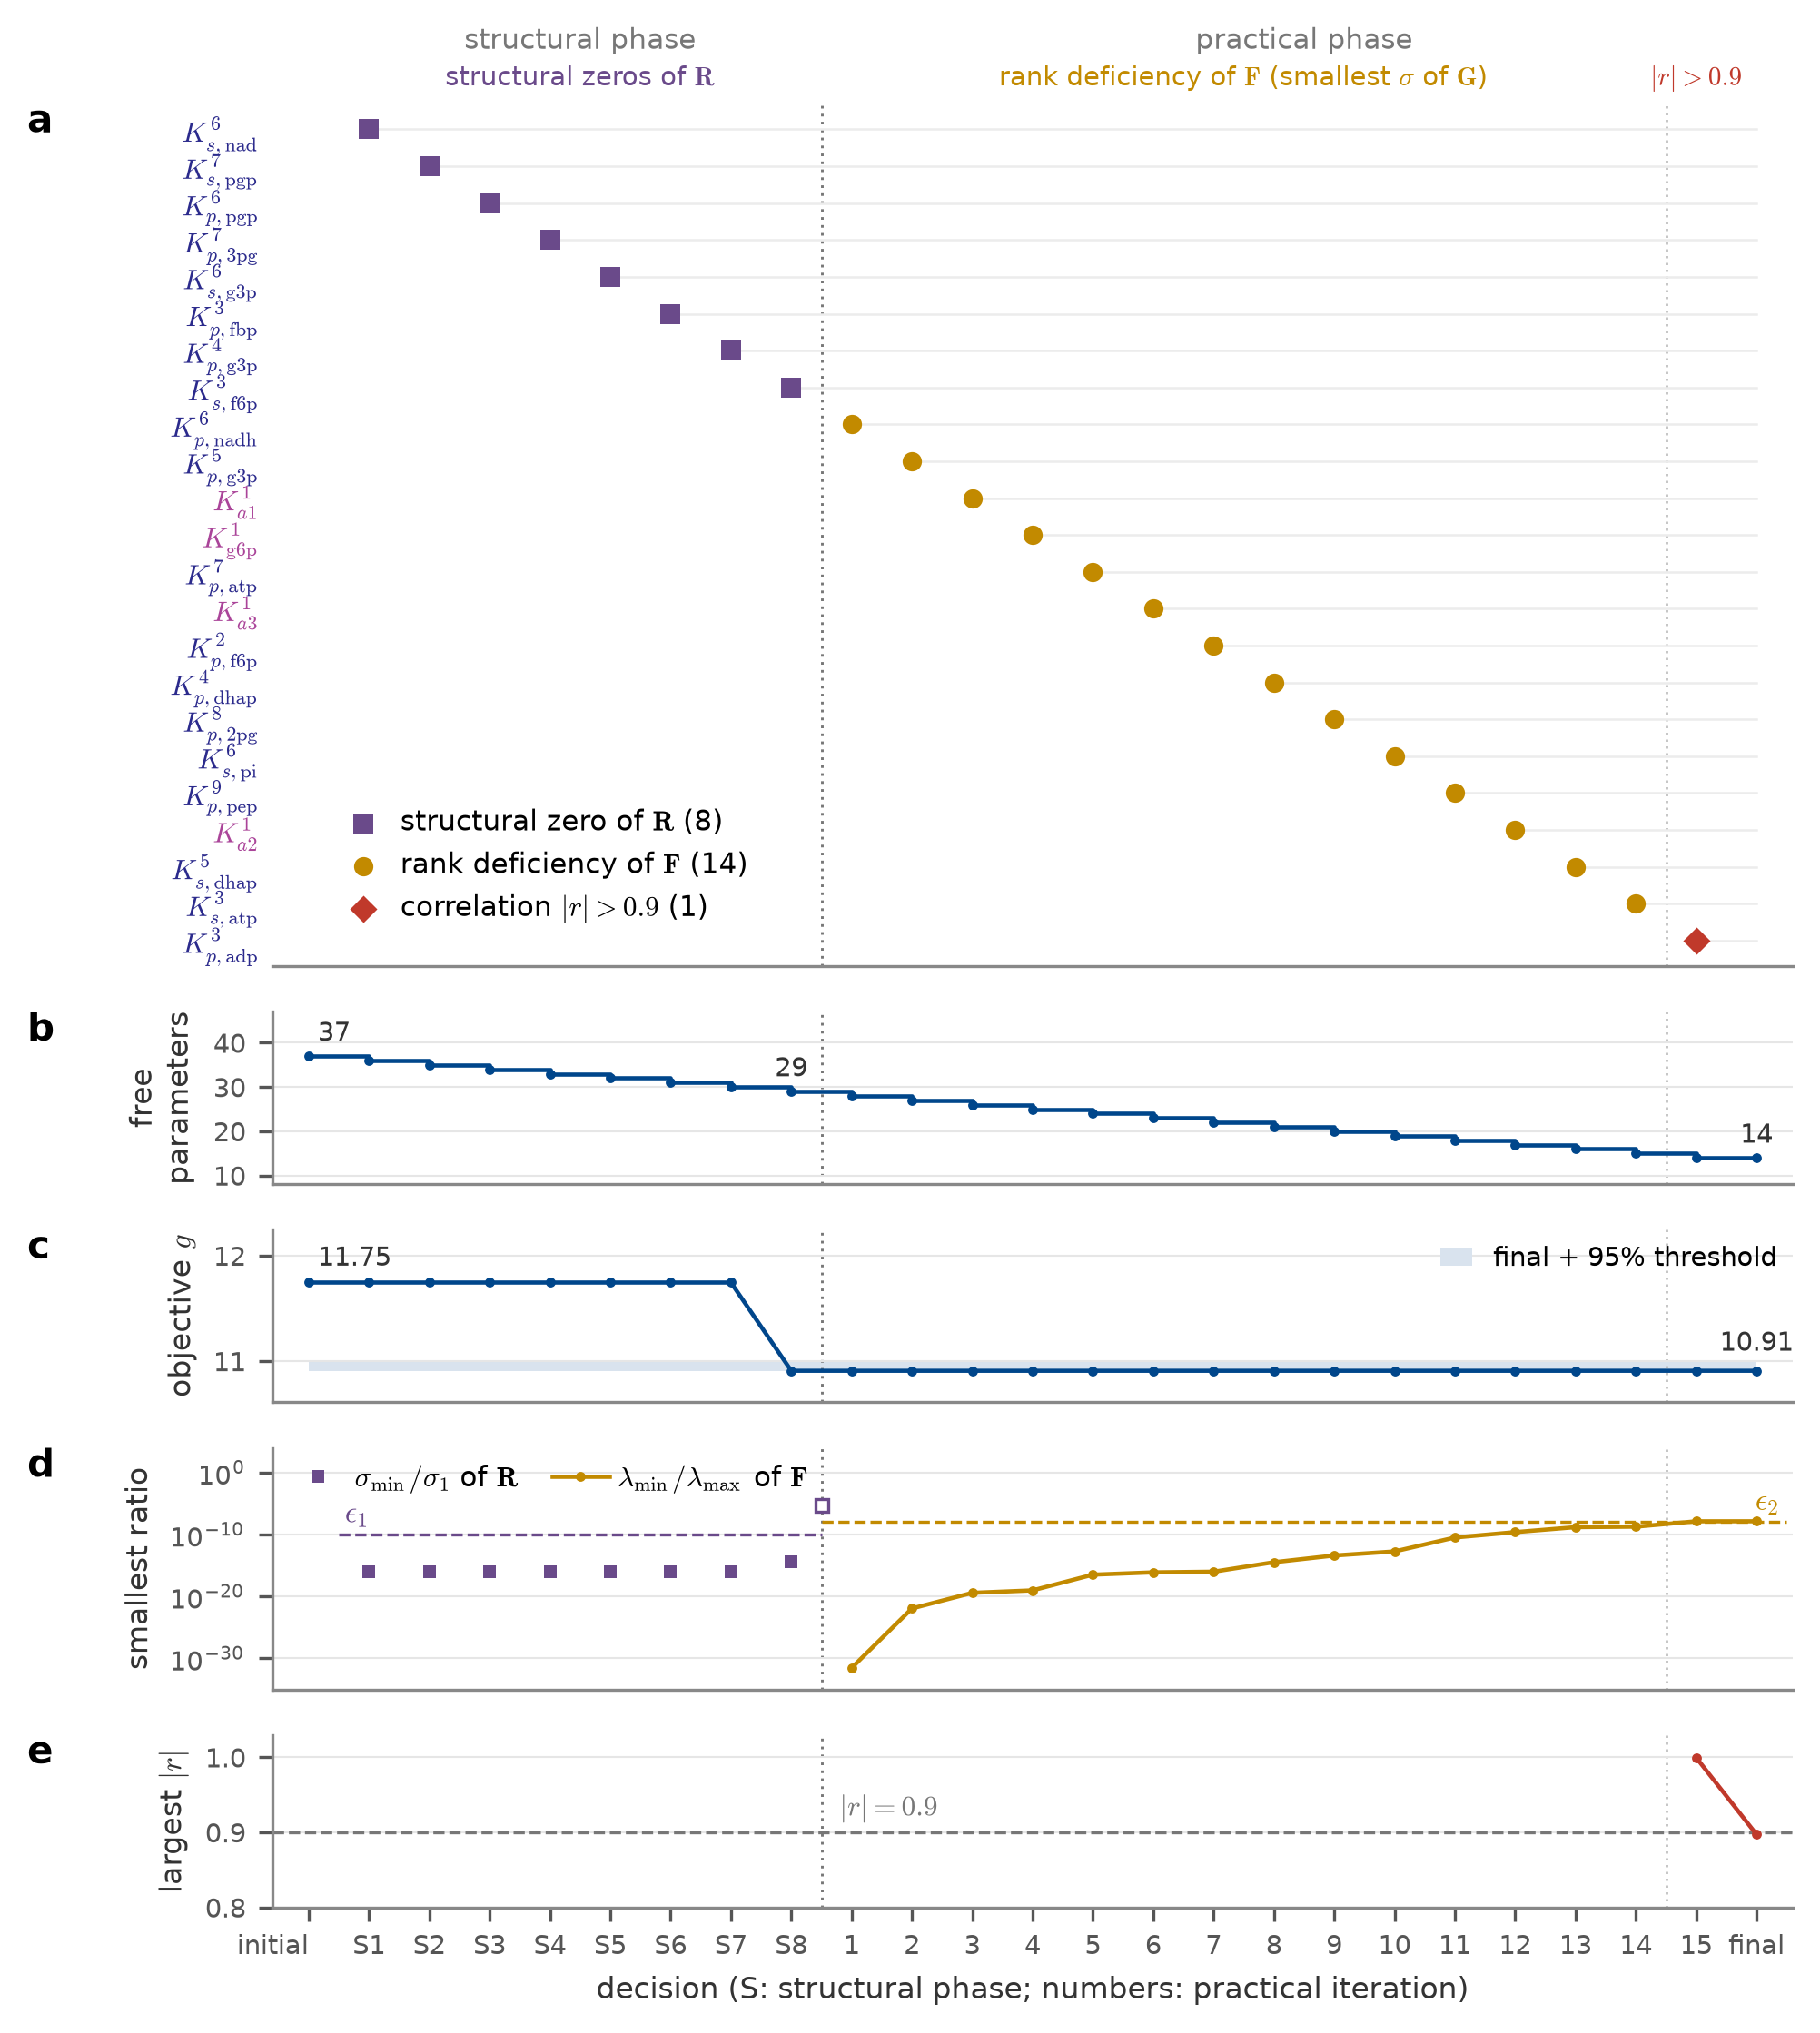 structural phase practical phase
structural zeros of R rank deficiency of F (smallest σ of G) |r| > 0.9
a
K^6_{s, nad}
K^7_{s, pgp}
K^6_{p, pgp}
K^7_{p, 3pg}
K^6_{s, g3p}
K^3_{p, fbp}
K^4_{p, g3p}
K^3_{s, f6p}
K^6_{p, nadh}
K^5_{p, g3p}
K^1_{a1}
K^1_{g6p}
K^7_{p, atp}
K^1_{a3}
K^2_{p, f6p}
K^4_{p, dhap}
K^8_{p, 2pg}
K^6_{s, pi}
K^9_{p, pep}
K^1_{a2}
K^5_{s, dhap}
K^3_{s, atp}
K^3_{p, adp}
structural zero of R (8)
rank deficiency of F (14)
correlation |r| > 0.9 (1)
b
free
parameters
40
30
20
10
37
29
14
c
objective g
12
11
11.75
final + 95% threshold
10.91
d
smallest ratio
10^0
10^{−10}
10^{−20}
10^{−30}
σ_{min}/σ_1 of R λ_{min}/λ_{max} of F
ϵ_1
ϵ_2
e
largest |r|
1.0
0.9
0.8
|r| = 0.9
initial S1 S2 S3 S4 S5 S6 S7 S8 1 2 3 4 5 6 7 8 9 10 11 12 13 14 15 final
decision (S: structural phase; numbers: practical iteration)